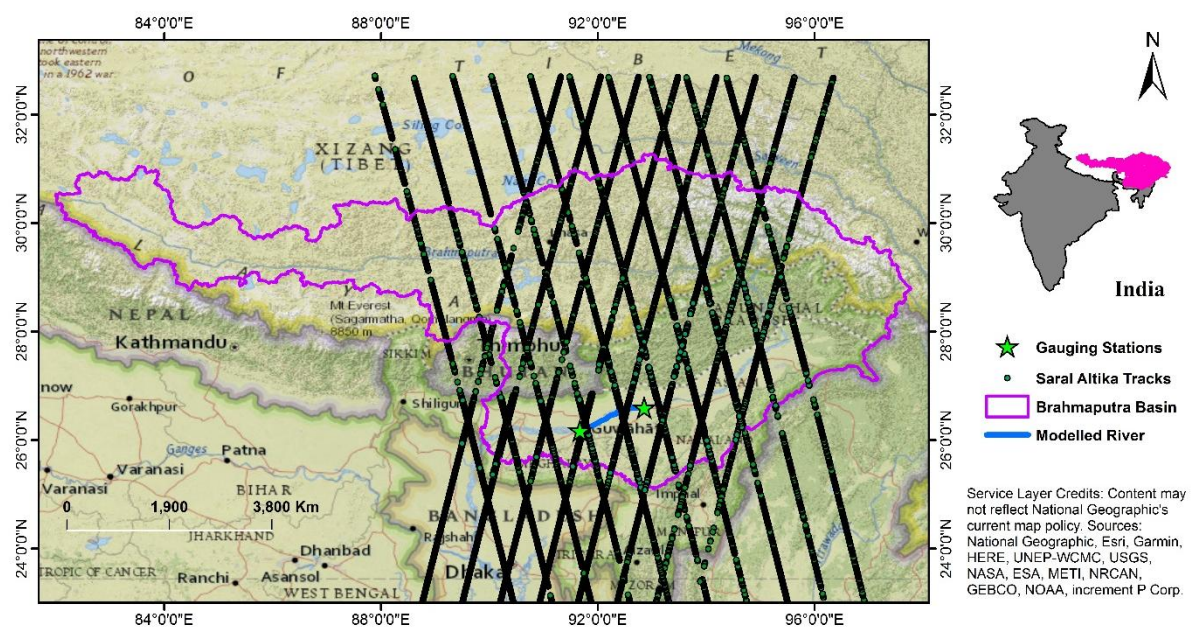 84°0'0"E 88°0'0"E 92°0'0"E 96°0'0"E
northwestern
took eastern
in a 1962 war.
O F T I B E T
Mekong
N
32°0'0"N
32°0'0"N
XIZANG
(TIBET)
30°0'0"N
30°0'0"N
Brahmaputra
India
Mt Everest
(Sagarmatha,
8850 m
28°0'0"N
28°0'0"N
NEPAL
Kathmandu
SIKKIM
Thimphu
Gauging Stations
Saral Altika Tracks
Brahmaputra Basin
Modelled River
now
Gorakhpur
Shiligur
Guwahati
26°0'0"N
26°0'0"N
Ganges
Patna
Varanasi
Varanasi
BIHAR
Imphal
0 1,900 3,800 Km
BANGLADESH
JHARKHAND
Rajshahi
Dhanbad
24°0'0"N
24°0'0"N
TROPIC OF CANCER
Ranchi
Asansol
WEST BENGAL
Dhaka
MIZORAM
Service Layer Credits: Content may
not reflect National Geographic's
current map policy. Sources:
National Geographic, Esri, Garmin,
HERE, UNEP-WCMC, USGS,
NASA, ESA, METI, NRCAN,
GEBCO, NOAA, increment P Corp.
84°0'0"E 88°0'0"E 92°0'0"E 96°0'0"E